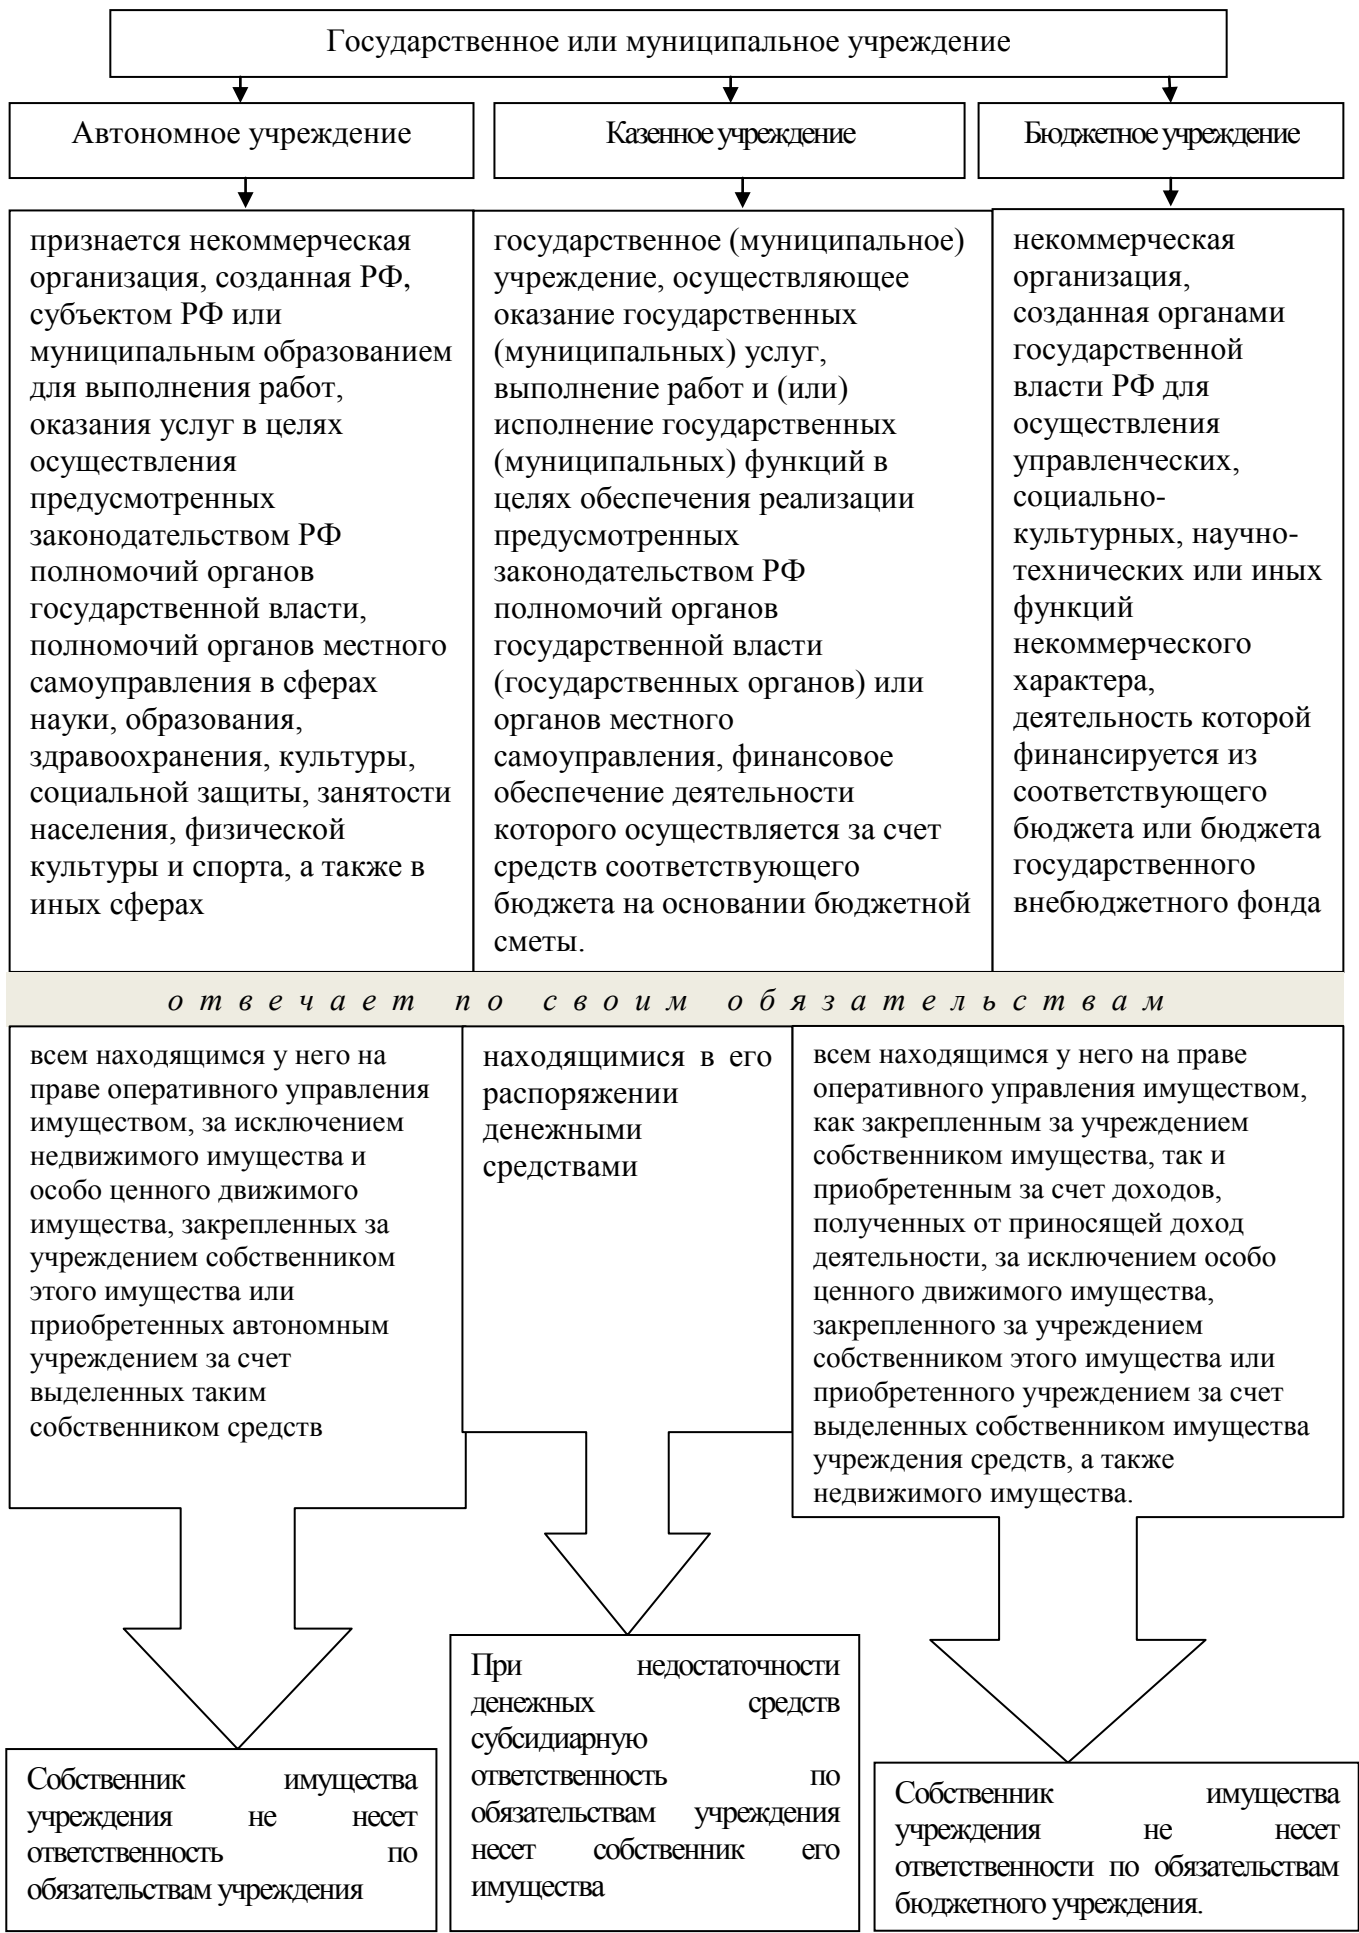 Государственное или муниципальное учреждение
Автономное учреждение
Казенное учреждение
Бюджетное учреждение
признается некоммерческая
организация, созданная РФ,
субъектом РФ или
муниципальным образованием
для выполнения работ,
оказания услуг в целях
осуществления
предусмотренных
законодательством РФ
полномочий органов
государственной власти,
полномочий органов местного
самоуправления в сферах
науки, образования,
здравоохранения, культуры,
социальной защиты, занятости
населения, физической
культуры и спорта, а также в
иных сферах
государственное (муниципальное)
учреждение, осуществляющее
оказание государственных
(муниципальных) услуг,
выполнение работ и (или)
исполнение государственных
(муниципальных) функций в
целях обеспечения реализации
предусмотренных
законодательством РФ
полномочий органов
государственной власти
(государственных органов) или
органов местного
самоуправления, финансовое
обеспечение деятельности
которого осуществляется за счет
средств соответствующего
бюджета на основании бюджетной
сметы.
некоммерческая
организация,
созданная органами
государственной
власти РФ для
осуществления
управленческих,
социально-
культурных, научно-
технических или иных
функций
некоммерческого
характера,
деятельность которой
финансируется из
соответствующего
бюджета или бюджета
государственного
внебюджетного фонда
отвечает по своим обязательствам
всем находящимся у него на
праве оперативного управления
имуществом, за исключением
недвижимого имущества и
особо ценного движимого
имущества, закрепленных за
учреждением собственником
этого имущества или
приобретенных автономным
учреждением за счет
выделенных таким
собственником средств
находящимися в его
распоряжении
денежными
средствами
всем находящимся у него на праве
оперативного управления имуществом,
как закрепленным за учреждением
собственником имущества, так и
приобретенным за счет доходов,
полученных от приносящей доход
деятельности, за исключением особо
ценного движимого имущества,
закрепленного за учреждением
собственником этого имущества или
приобретенного учреждением за счет
выделенных собственником имущества
учреждения средств, а также
недвижимого имущества.
Собственник имущества
учреждения не несет
ответственность по
обязательствам учреждения
При недостаточности
денежных средств
субсидиарную
ответственность по
обязательствам учреждения
несет собственник его
имущества
Собственник имущества
учреждения не несет
ответственности по обязательствам
бюджетного учреждения.